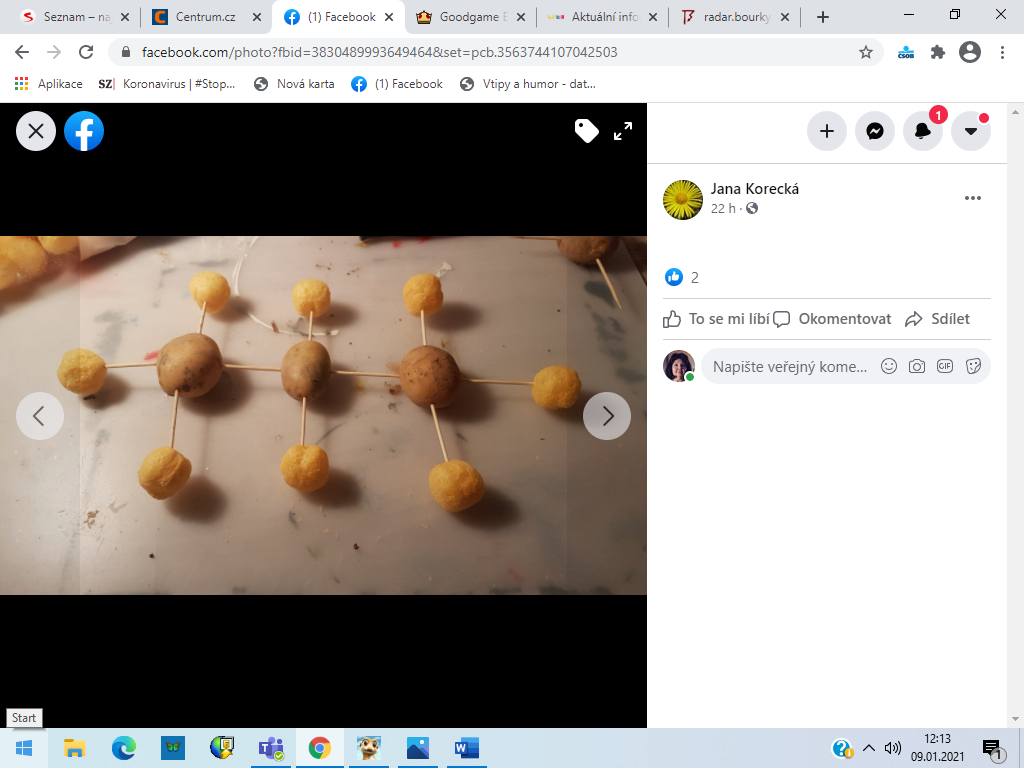 Seznam – na
Centrum.cz
(1) Facebook
Goodgame E
Aktuální info
radar.bourky
facebook.com/photo?fbid=3830489993649464&set=pcb.3563744107042503
CSOB
Aplikace
SZ| Koronavirus | #Stop...
Nová karta
(1) Facebook
Vtipy a humor - dat...
1
Jana Korecká
22 h ·
2
To se mi líbí
Okomentovat
Sdílet
Napište veřejný kome...
GIF
Start
12:13
09.01.2021
1